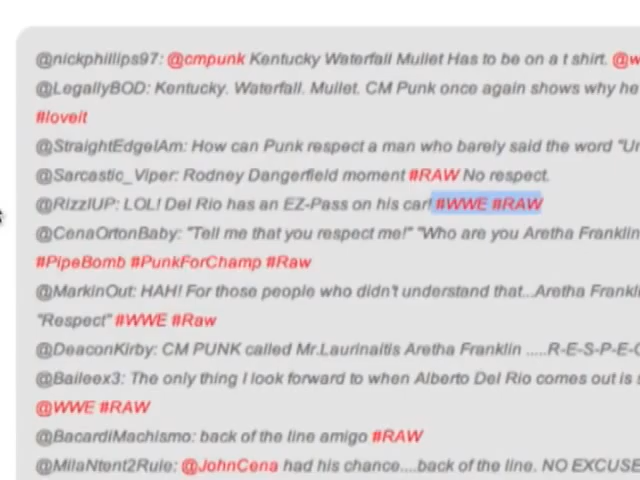 @nickphillips97: @cmpunk Kentucky Waterfall Mullet Has to be on a t shirt. @w
@LegallyBOD: Kentucky. Waterfall. Mullet. CM Punk once again shows why he
#loveit
@StraightEdgeIAm: How can Punk respect a man who barely said the word "Un
@Sarcastic_Viper: Rodney Dangerfield moment #RAW No respect.
@RizzIUP: LOL! Del Rio has an EZ-Pass on his car! #WWE #RAW
@CenaOrtonBaby: "Tell me that you respect me!" "Who are you Aretha Franklin
#PipeBomb #PunkForChamp #Raw
@MarkinOut: HAH! For those people who didn't understand that...Aretha Frankli
"Respect" #WWE #Raw
@DeaconKirby: CM PUNK called Mr.Laurinaitis Aretha Franklin .....R-E-S-P-E-C
@Baileex3: The only thing I look forward to when Alberto Del Rio comes out is s
@WWE #RAW
@BacardiMachismo: back of the line amigo #RAW
@MilaNtent2Rule: @JohnCena had his chance....back of the line. NO EXCUSE